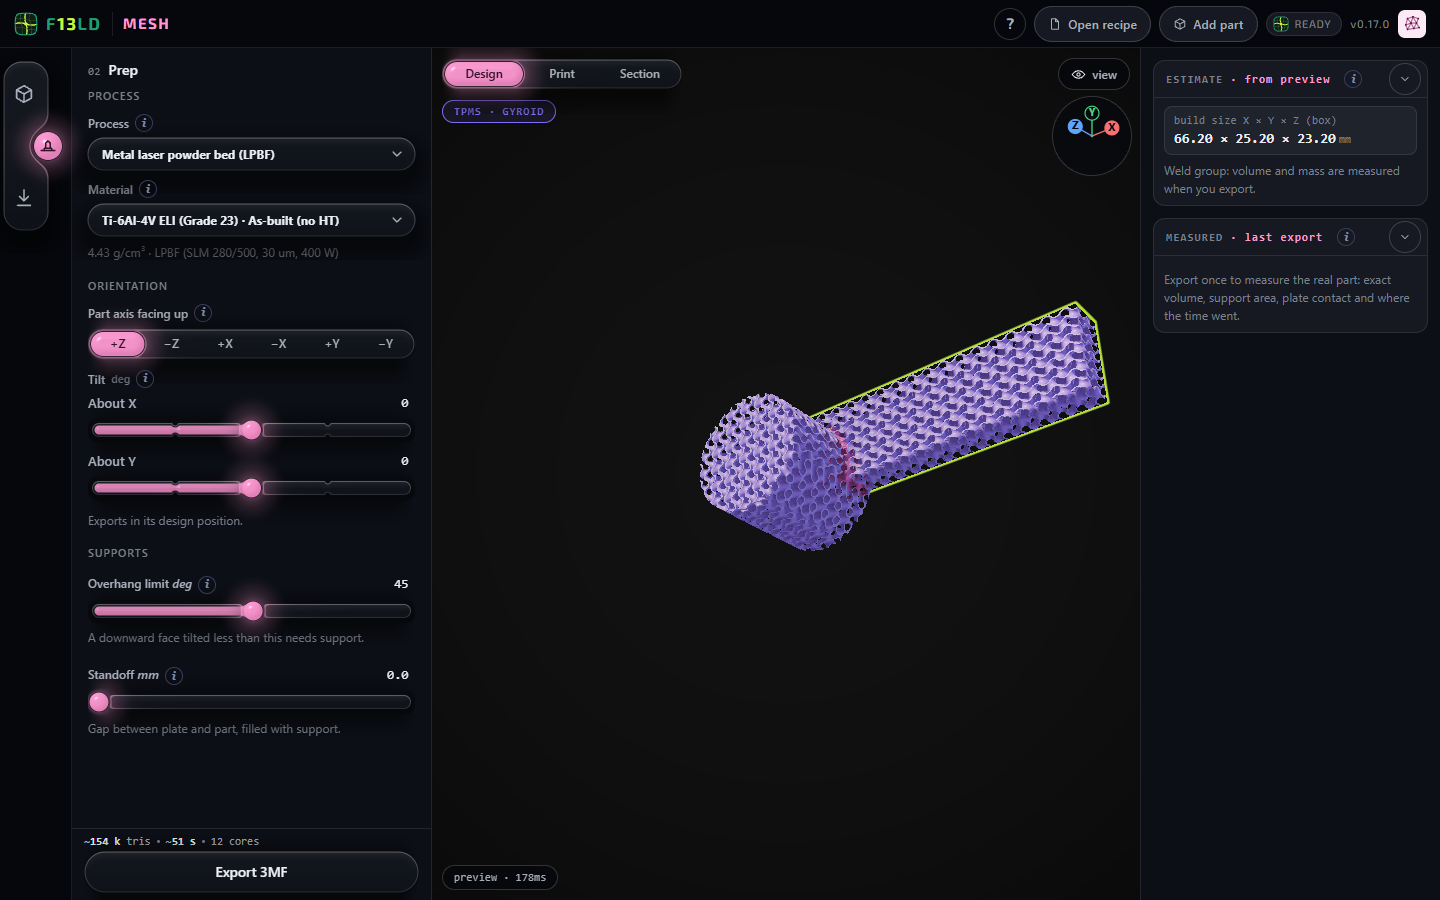 F13LD MESH
? Open recipe Add part READY v0.17.0
02 Prep
PROCESS
Process i
Metal laser powder bed (LPBF)
Material i
Ti-6Al-4V ELI (Grade 23) · As-built (no HT)
4.43 g/cm³ · LPBF (SLM 280/500, 30 um, 400 W)
ORIENTATION
Part axis facing up i
+Z −Z +X −X +Y −Y
Tilt deg i
About X 0
About Y 0
Exports in its design position.
SUPPORTS
Overhang limit deg i 45
A downward face tilted less than this needs support.
Standoff mm i 0.0
Gap between plate and part, filled with support.
~154 k tris • ~51 s • 12 cores
Export 3MF
Design Print Section
TPMS · GYROID
view
Y
Z X
preview · 178ms
ESTIMATE · from preview i
build size X × Y × Z (box)
66.20 × 25.20 × 23.20 mm
Weld group: volume and mass are measured
when you export.
MEASURED · last export i
Export once to measure the real part: exact
volume, support area, plate contact and where
the time went.